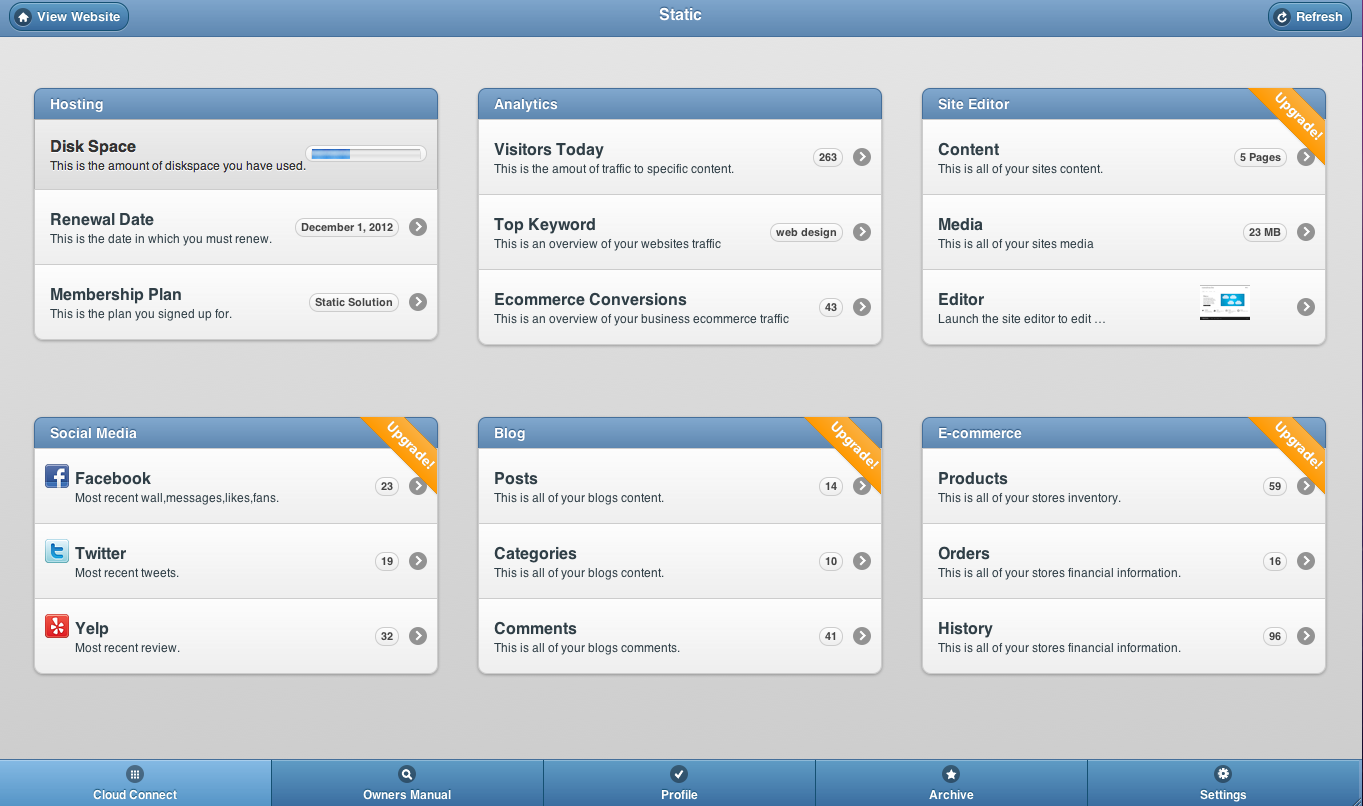 View Website
Static
Refresh
Hosting
Disk Space
This is the amount of diskspace you have used.
Renewal Date
This is the date in which you must renew.
December 1, 2012
Membership Plan
This is the plan you signed up for.
Static Solution
Analytics
Visitors Today
This is the amout of traffic to specific content.
263
Top Keyword
This is an overview of your websites traffic
web design
Ecommerce Conversions
This is an overview of your business ecommerce traffic
43
Site Editor
Upgrade!
Content
This is all of your sites content.
5 Pages
Media
This is all of your sites media
23 MB
Editor
Launch the site editor to edit ...
Social Media
Upgrade!
Facebook
Most recent wall,messages,likes,fans.
23
Twitter
Most recent tweets.
19
Yelp
Most recent review.
32
Blog
Upgrade!
Posts
This is all of your blogs content.
14
Categories
This is all of your blogs content.
10
Comments
This is all of your blogs comments.
41
E-commerce
Upgrade!
Products
This is all of your stores inventory.
59
Orders
This is all of your stores financial information.
16
History
This is all of your stores financial information.
96
Cloud Connect
Owners Manual
Profile
Archive
Settings